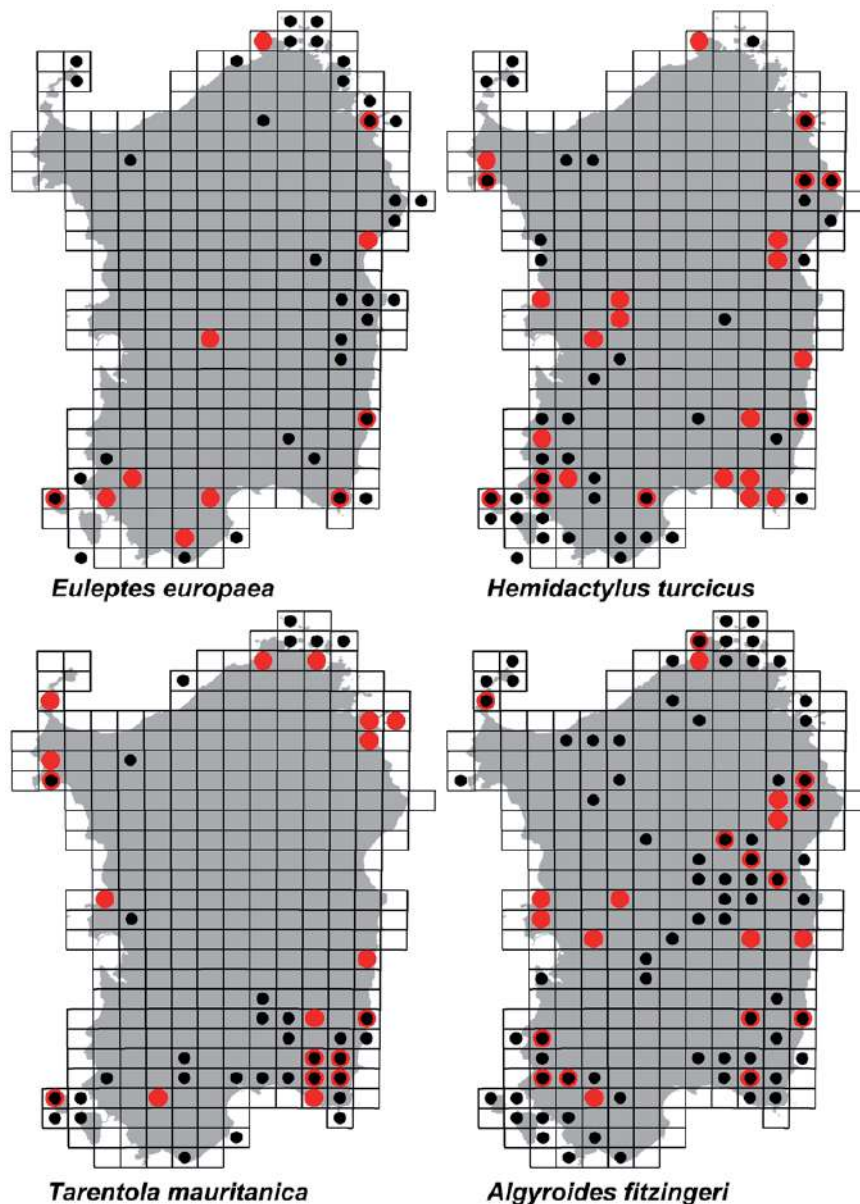 Euleptes europaea
Hemidactylus turcicus
Tarentola mauritanica
Algyroides fitzingeri